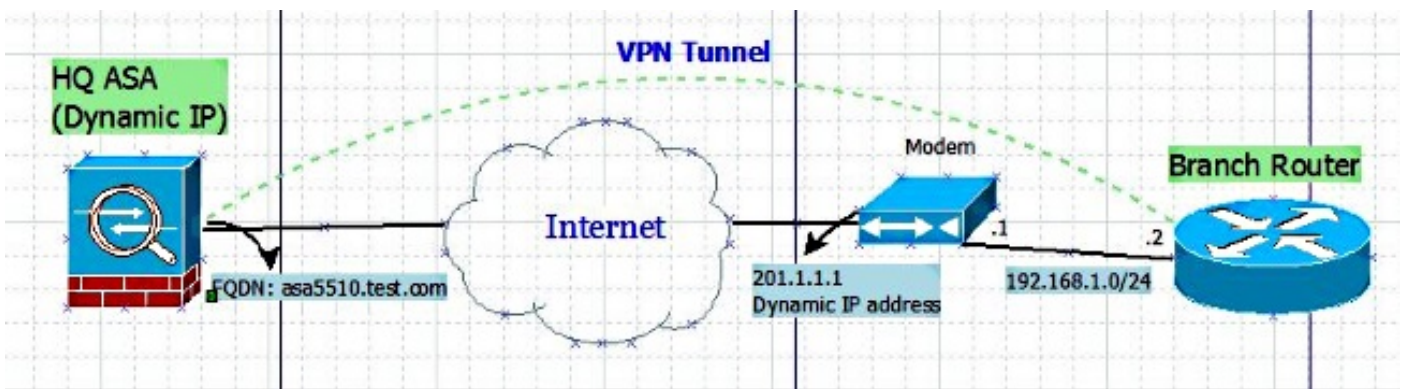 VPN Tunnel
HQ ASA
(Dynamic IP)
Modem
Branch Router
Internet
.1
.2
FQDN: asa5510.test.com
201.1.1.1
Dynamic IP address
192.168.1.0/24